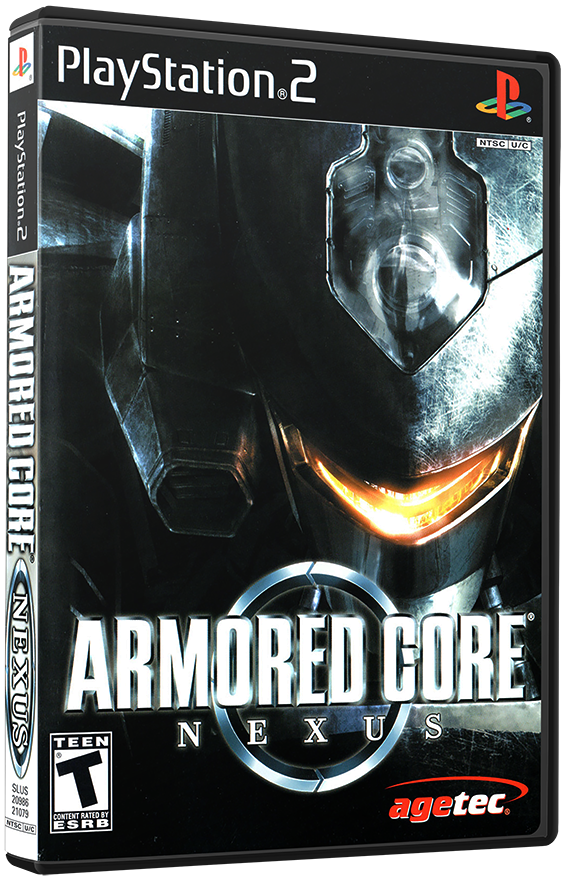 PlayStation®2
NTSC U/C
ARMORED CORE®
NEXUS
TEEN
T
®
CONTENT RATED BY
ESRB
agetec®
PlayStation®2
ARMORED CORE®
NEXUS
SLUS
20986
21079
NTSC U/C